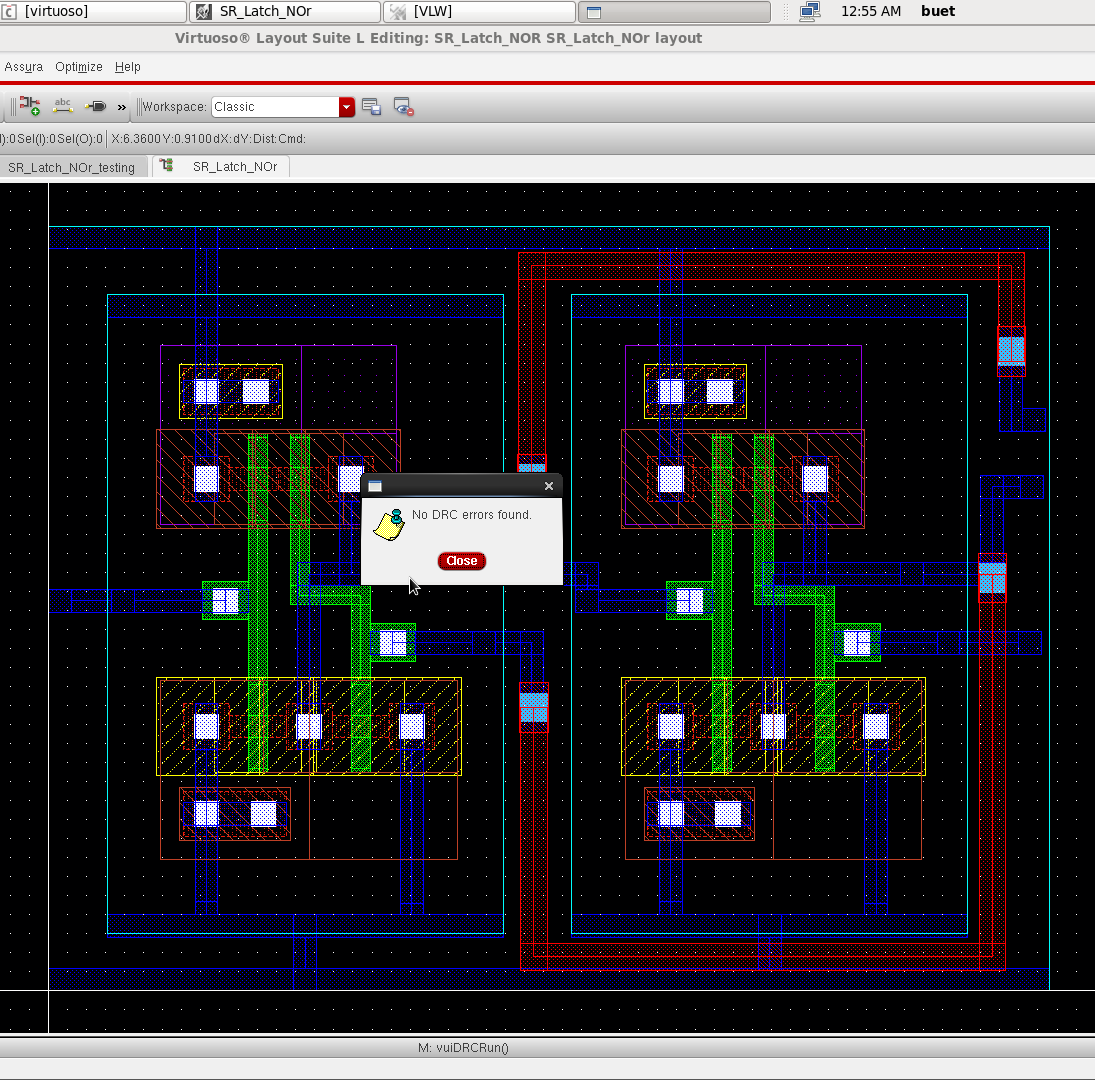 [virtuoso] SR_Latch_NOr [VLW] 12:55 AM buet
Virtuoso® Layout Suite L Editing: SR_Latch_NOR SR_Latch_NOr layout
Assura Optimize Help
abc » Workspace: Classic
):0Sel(I):0Sel(O):0 X:6.3600Y:0.9100dX:dY:Dist:Cmd:
SR_Latch_NOr_testing SR_Latch_NOr
No DRC errors found.
Close
M: vuiDRCRun()